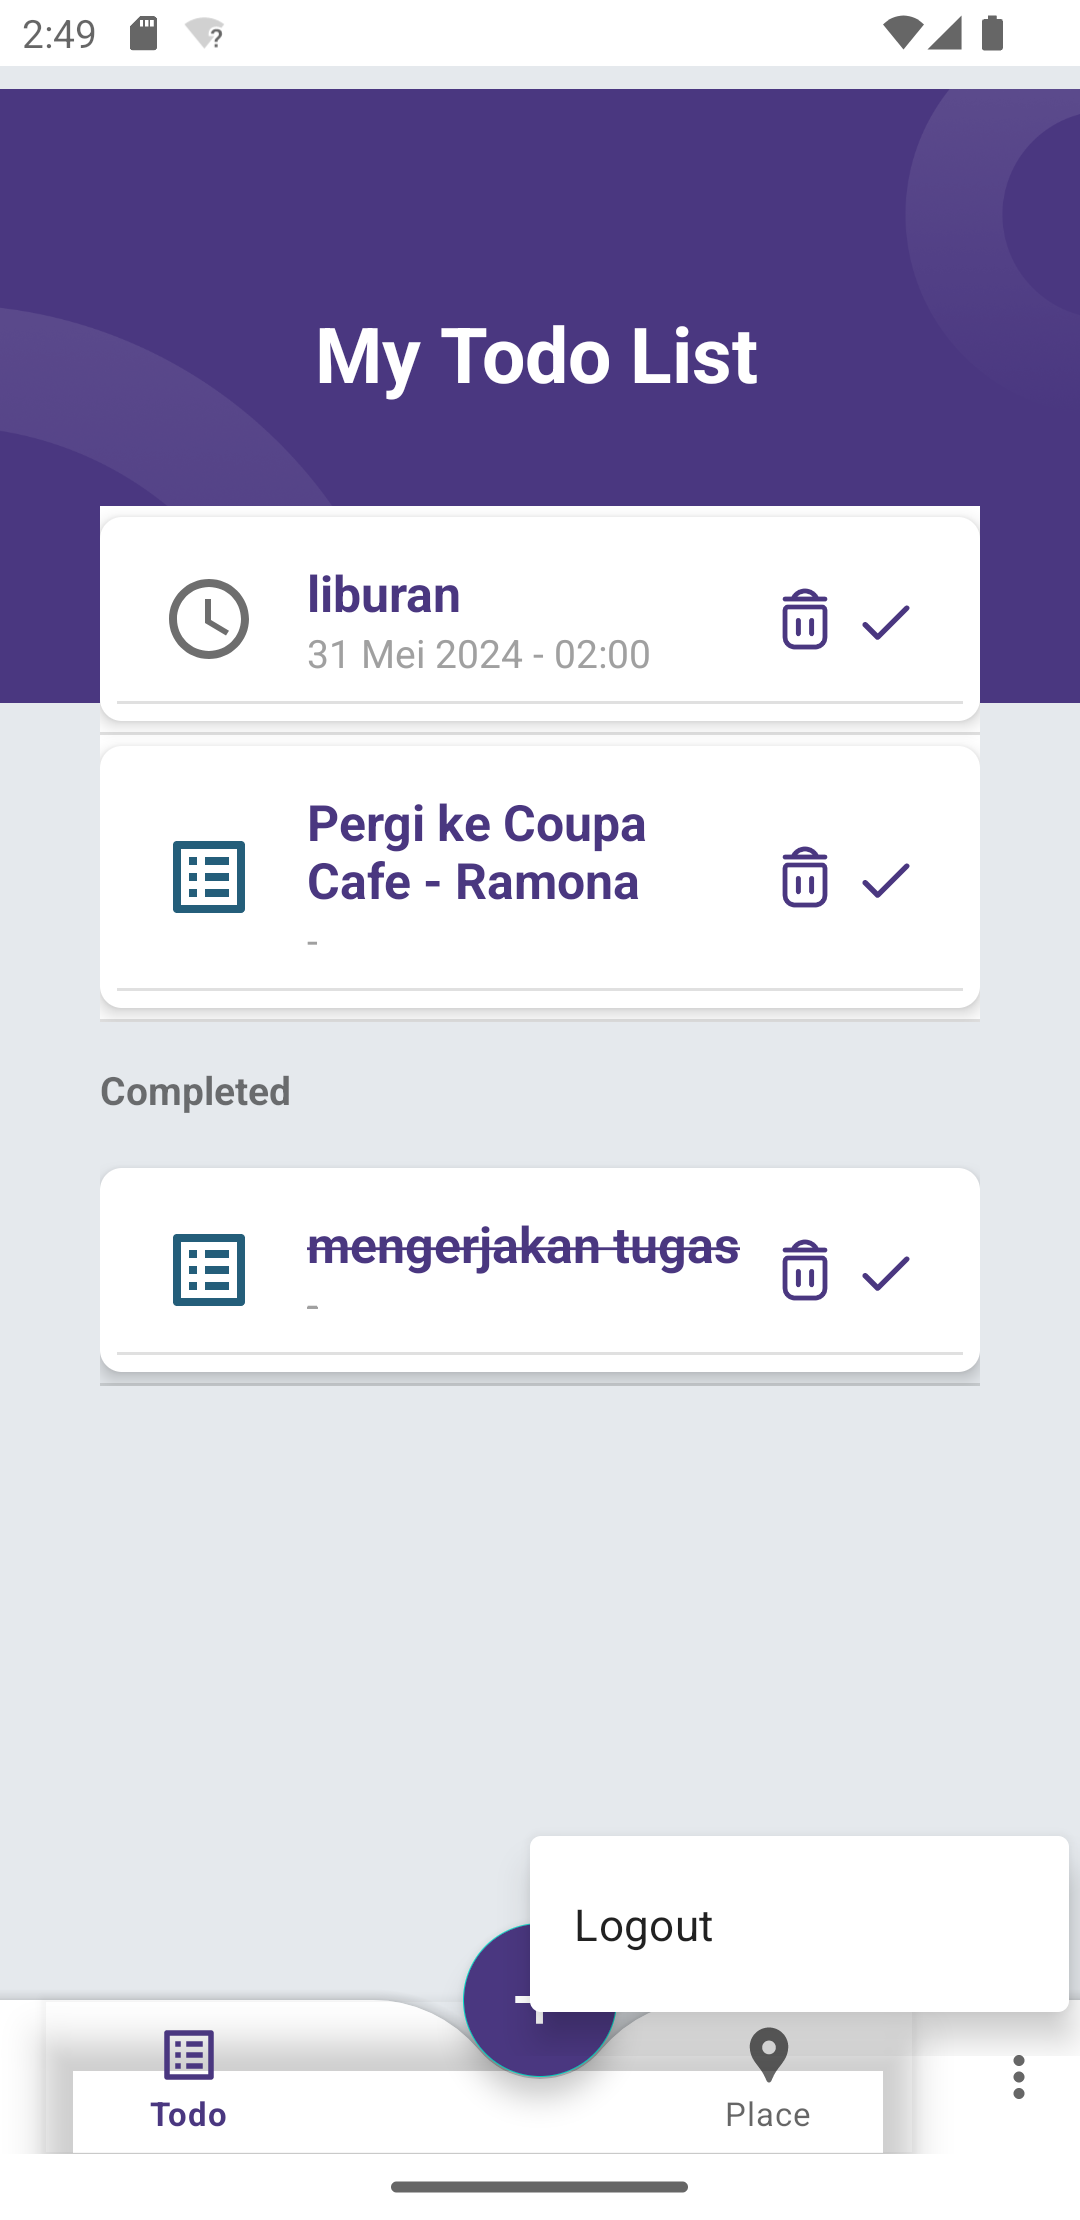 2:49
My Todo List
liburan
31 Mei 2024 - 02:00
Pergi ke Coupa
Cafe - Ramona
-
Completed
mengerjakan tugas
-
Logout
Todo
Place